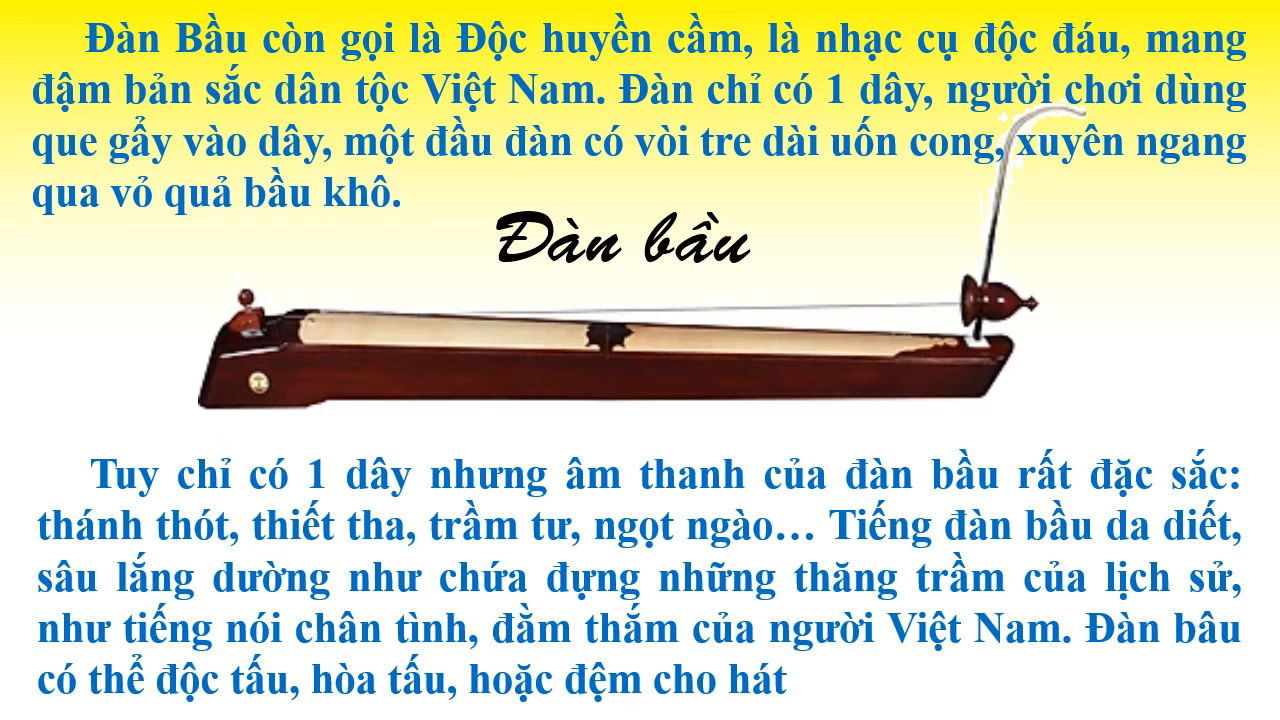 Đàn Bầu còn gọi là Độc huyền cầm, là nhạc cụ độc đáu, mang
đậm bản sắc dân tộc Việt Nam. Đàn chỉ có 1 dây, người chơi dùng
que gẩy vào dây, một đầu đàn có vòi tre dài uốn cong, xuyên ngang
qua vỏ quả bầu khô.
Đàn bầu
Tuy chỉ có 1 dây nhưng âm thanh của đàn bầu rất đặc sắc:
thánh thót, thiết tha, trầm tư, ngọt ngào… Tiếng đàn bầu da diết,
sâu lắng dường như chứa đựng những thăng trầm của lịch sử,
như tiếng nói chân tình, đằm thắm của người Việt Nam. Đàn bâu
có thể độc tấu, hòa tấu, hoặc đệm cho hát